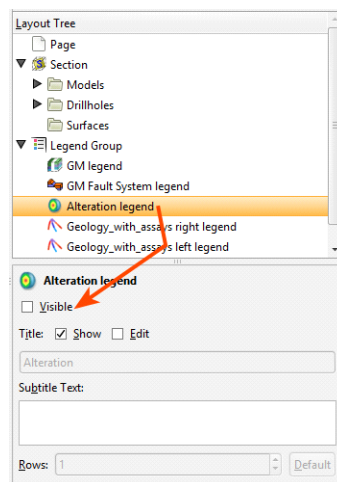 Layout Tree
Page
Section
Models
Drillholes
Surfaces
Legend Group
GM legend
GM Fault System legend
Alteration legend
Geology_with_assays right legend
Geology_with_assays left legend
Alteration legend
Visible
Title: Show Edit
Alteration
Subtitle Text:
Rows: 1 Default